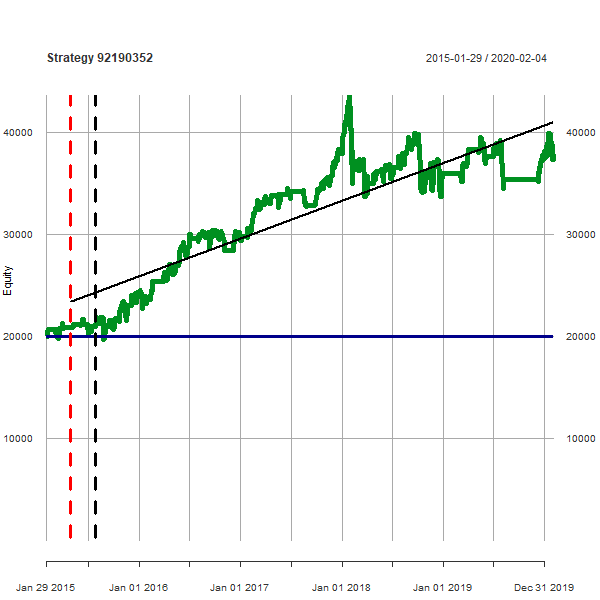 Strategy 92190352
2015-01-29 / 2020-02-04
40000 40000
30000 30000
Equity
20000 20000
10000 10000
Jan 29 2015 Jan 01 2016 Jan 01 2017 Jan 01 2018 Jan 01 2019 Dec 31 2019